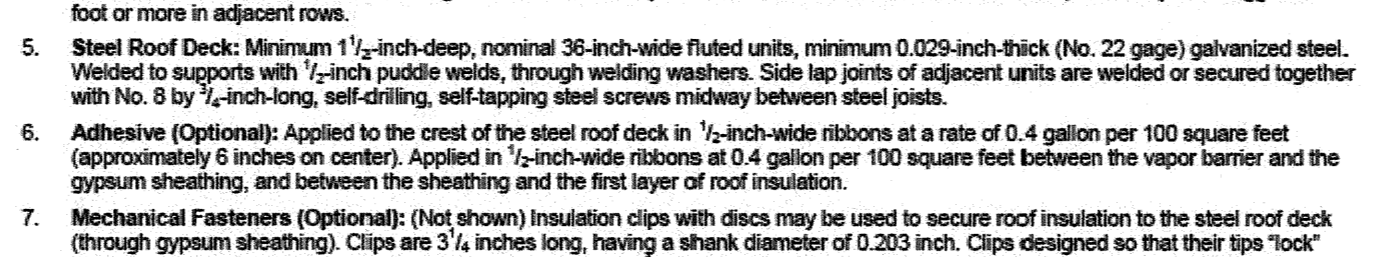 foot or more in adjacent rows.
5. Steel Roof Deck: Minimum 1 1/2-inch-deep, nominal 36-inch-wide fluted units, minimum 0.029-inch-thick (No. 22 gage) galvanized steel.
Welded to supports with 1/2-inch puddle welds, through welding washers. Side lap joints of adjacent units are welded or secured together
with No. 8 by 3/4-inch-long, self-drilling, self-tapping steel screws midway between steel joists.
6. Adhesive (Optional): Applied to the crest of the steel roof deck in 1/2-inch-wide ribbons at a rate of 0.4 gallon per 100 square feet
(approximately 6 inches on center). Applied in 1/2-inch-wide ribbons at 0.4 gallon per 100 square feet between the vapor barrier and the
gypsum sheathing, and between the sheathing and the first layer of roof insulation.
7. Mechanical Fasteners (Optional): (Not shown) Insulation clips with discs may be used to secure roof insulation to the steel roof deck
(through gypsum sheathing). Clips are 3 1/4 inches long, having a shank diameter of 0.203 inch. Clips designed so that their tips "lock"